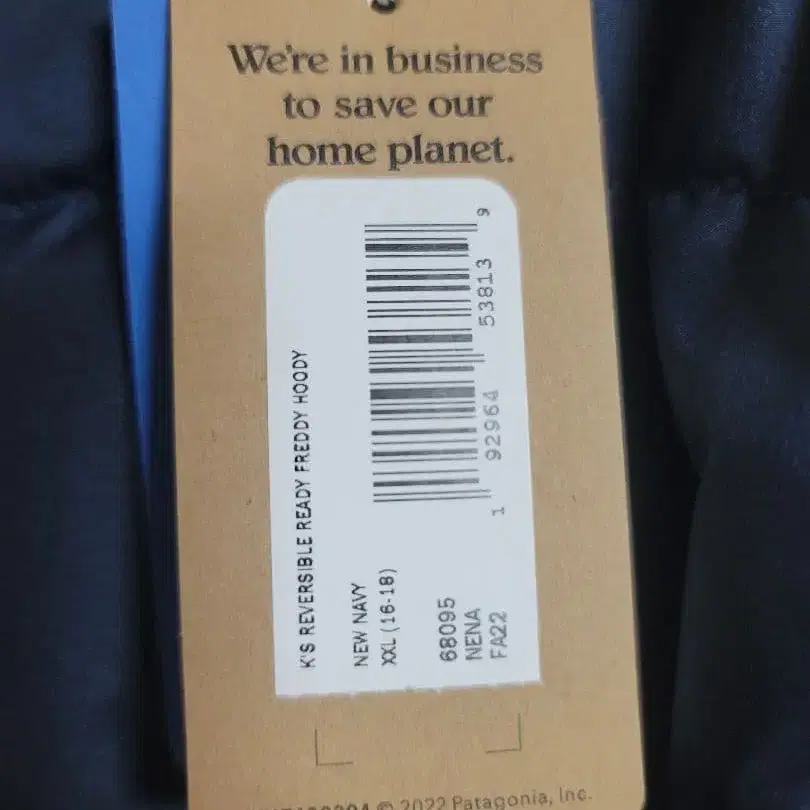 We're in business
to save our
home planet.
K'S REVERSIBLE READY FREDDY HOODY
NEW NAVY
XXL (16-18)
68095
NENA
FA22
1 92964 53813 9
© 2022 Patagonia, Inc.